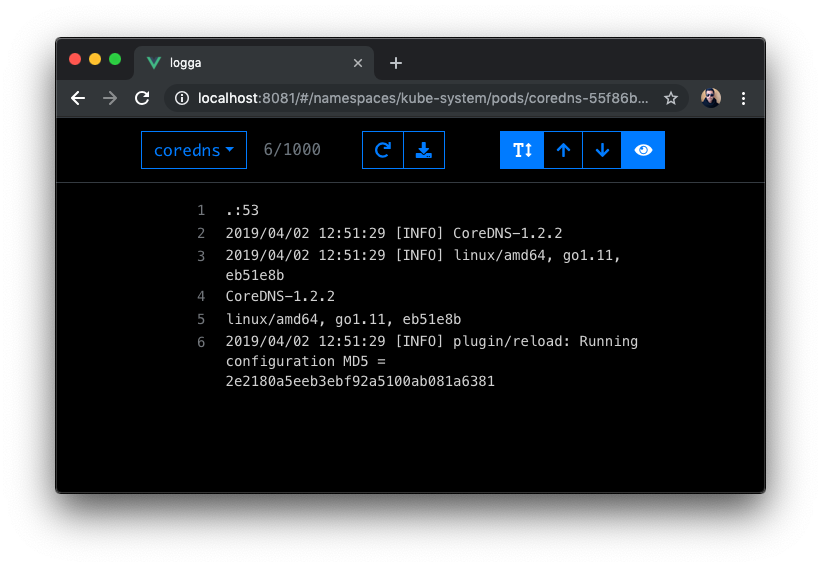 logga
localhost:8081/#/namespaces/kube-system/pods/coredns-55f86b...
coredns 6/1000
1 .:53
2 2019/04/02 12:51:29 [INFO] CoreDNS-1.2.2
3 2019/04/02 12:51:29 [INFO] linux/amd64, go1.11,
eb51e8b
4 CoreDNS-1.2.2
5 linux/amd64, go1.11, eb51e8b
6 2019/04/02 12:51:29 [INFO] plugin/reload: Running
configuration MD5 =
2e2180a5eeb3ebf92a5100ab081a6381